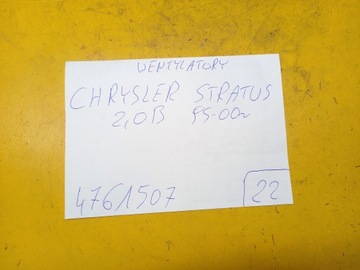 WENTYLATORY
CHRYSLER STRATUS
2,0B 95-00r
4761507 22